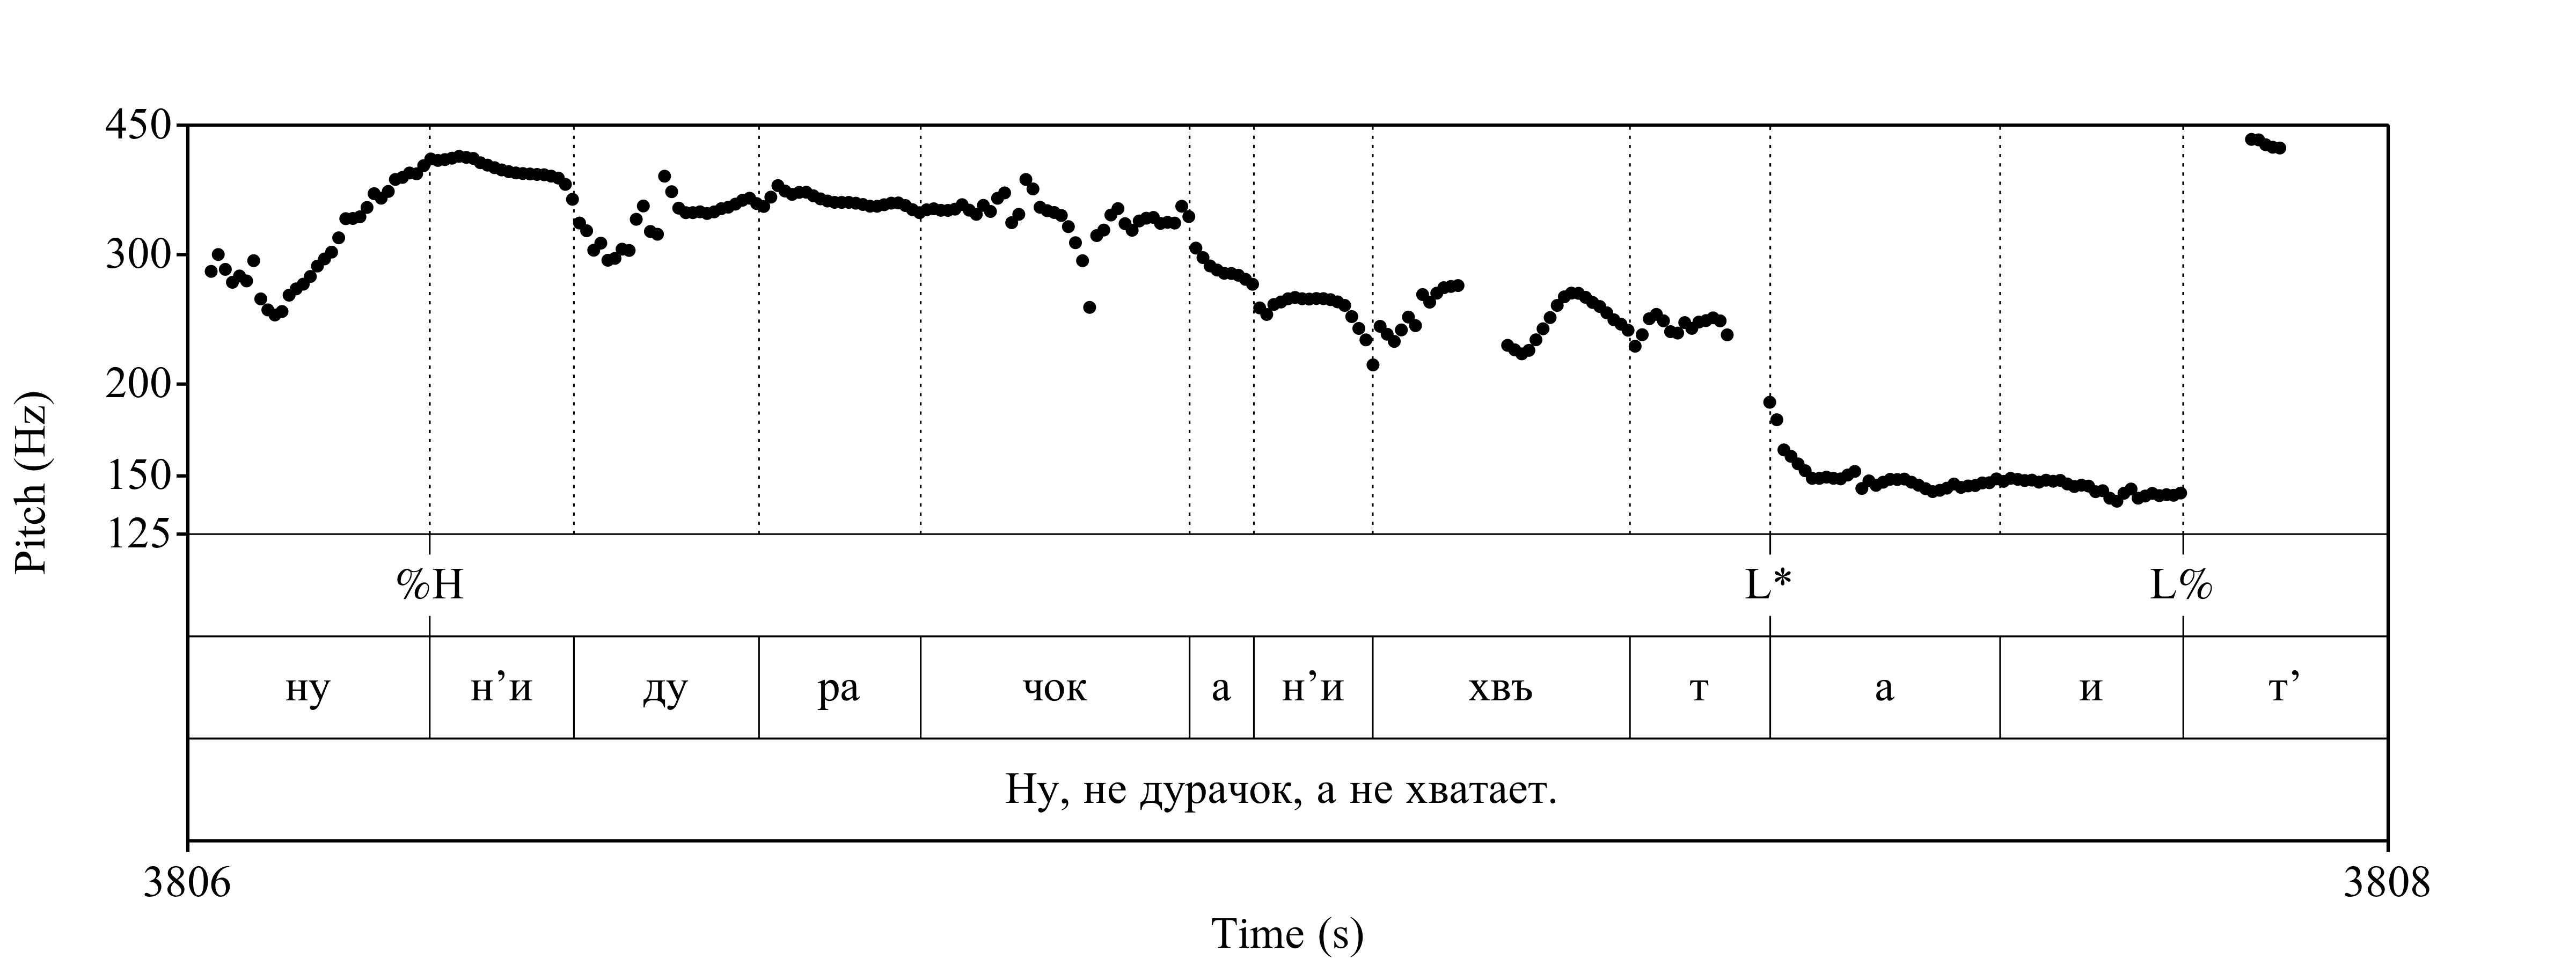 450
300
200
150
125
Pitch (Hz)
%H L* L%
ну н’и ду ра чок а н’и хвъ т а и т’
Ну, не дурачок, а не хватает.
3806 3808
Time (s)